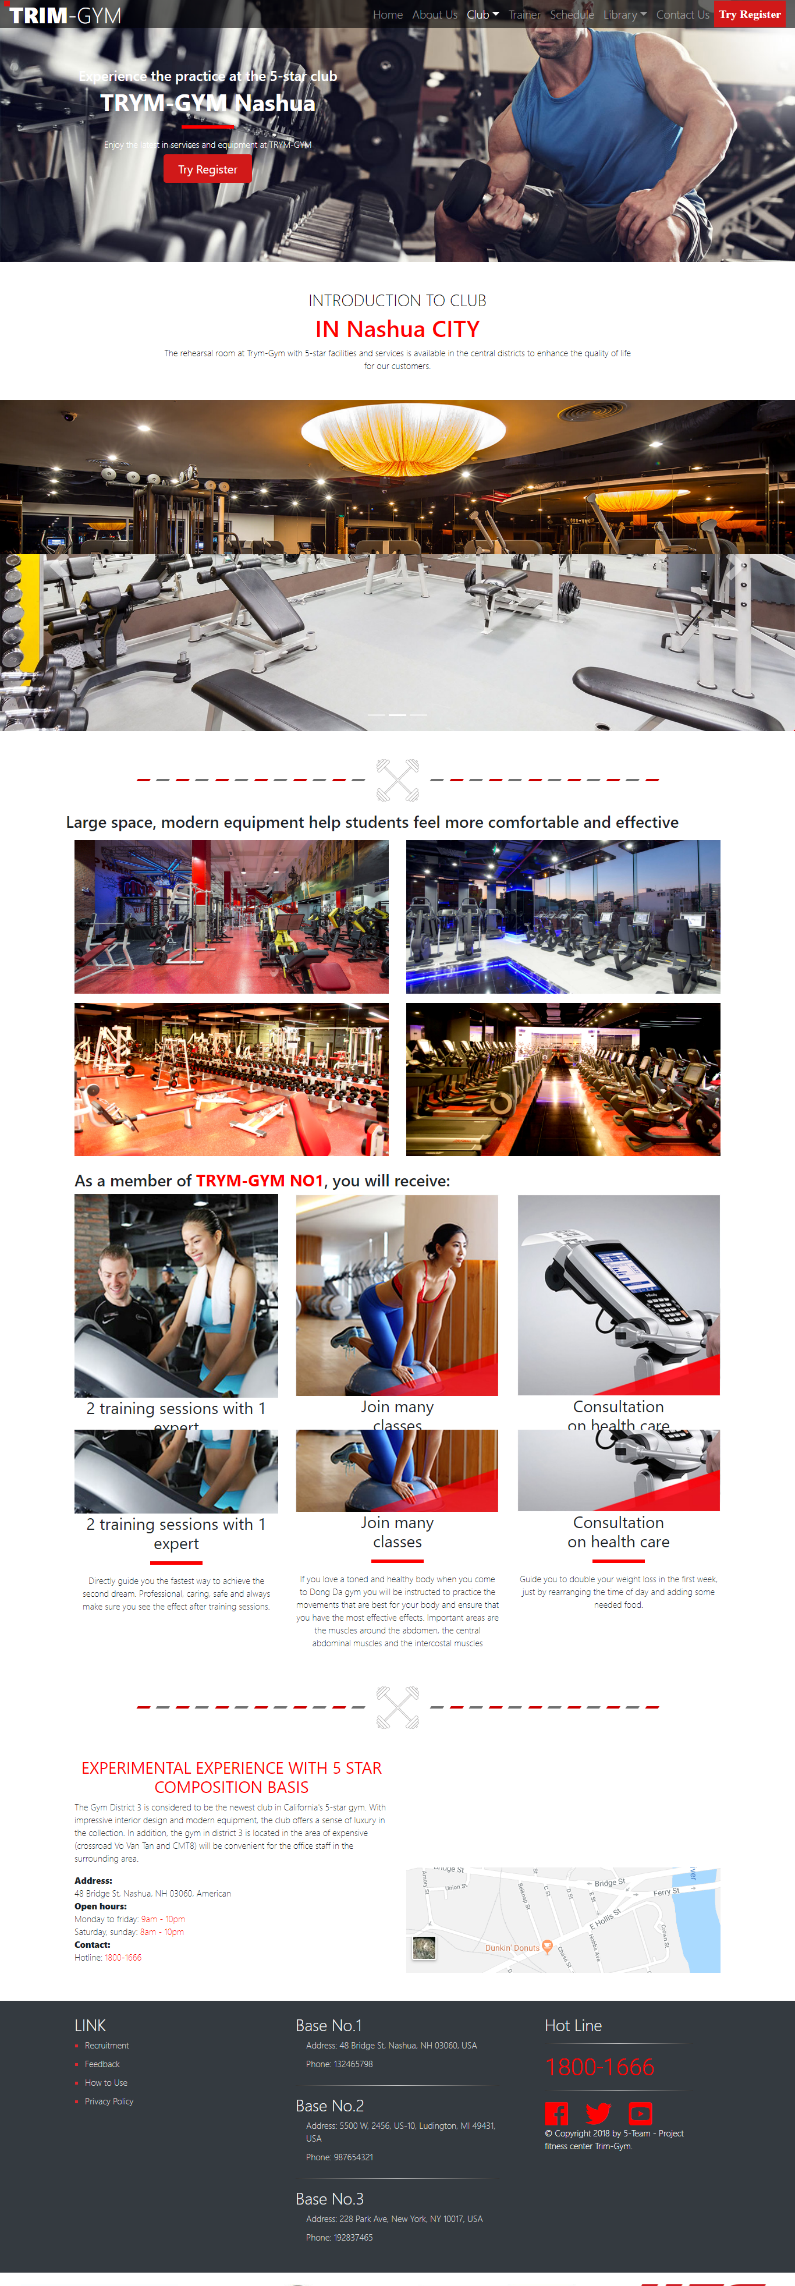 TRIM-GYM
Home About Us Club Trainer Schedule Library Contact Us Try Register
Experience the practice at the 5-star club
TRYM-GYM Nashua
Enjoy the latest in services and equipment at TRYM-GYM
Try Register
INTRODUCTION TO CLUB
IN Nashua CITY
The rehearsal room at Trym-Gym with 5-star facilities and services is available in the central districts to enhance the quality of life
for our customers.
Large space, modern equipment help students feel more comfortable and effective
As a member of TRYM-GYM NO1, you will receive:
2 training sessions with 1
expert
Join many
classes
Consultation
on health care
2 training sessions with 1
expert
Directly guide you the fastest way to achieve the
second dream. Professional, caring, safe and always
make sure you see the effect after training sessions.
Join many
classes
If you love a toned and healthy body when you come
to Dong Da gym you will be instructed to practice the
movements that are best for your body and ensure that
you have the most effective effects. Important areas are
the muscles around the abdomen, the central
abdominal muscles and the intercostal muscles
Consultation
on health care
Guide you to double your weight loss in the first week,
just by rearranging the time of day and adding some
needed food.
EXPERIMENTAL EXPERIENCE WITH 5 STAR
COMPOSITION BASIS
The Gym District 3 is considered to be the newest club in California's 5-star gym. With
impressive interior design and modern equipment, the club offers a sense of luxury in
the collection. In addition, the gym in district 3 is located in the area of expensive
(crossroad Vo Van Tan and CMT8) will be convenient for the office staff in the
surrounding area.
Address:
48 Bridge St, Nashua, NH 03060, American
Open hours:
Monday to friday: 9am - 10pm
Saturday, sunday: 8am - 10pm
Contact:
Hotline: 1800-1666
Bridge St
Ferry St
E Hollis St
Dunkin' Donuts
LINK
Recruitment
Feedback
How to Use
Privacy Policy
Base No.1
Address: 48 Bridge St, Nashua, NH 03060, USA
Phone: 132465798
Base No.2
Address: 5500 W, 2456, US-10, Ludington, MI 49431,
USA
Phone: 987654321
Base No.3
Address: 228 Park Ave, New York, NY 10017, USA
Phone: 192837465
Hot Line
1800-1666
© Copyright 2018 by 5-Team - Project
fitness center Trim-Gym.